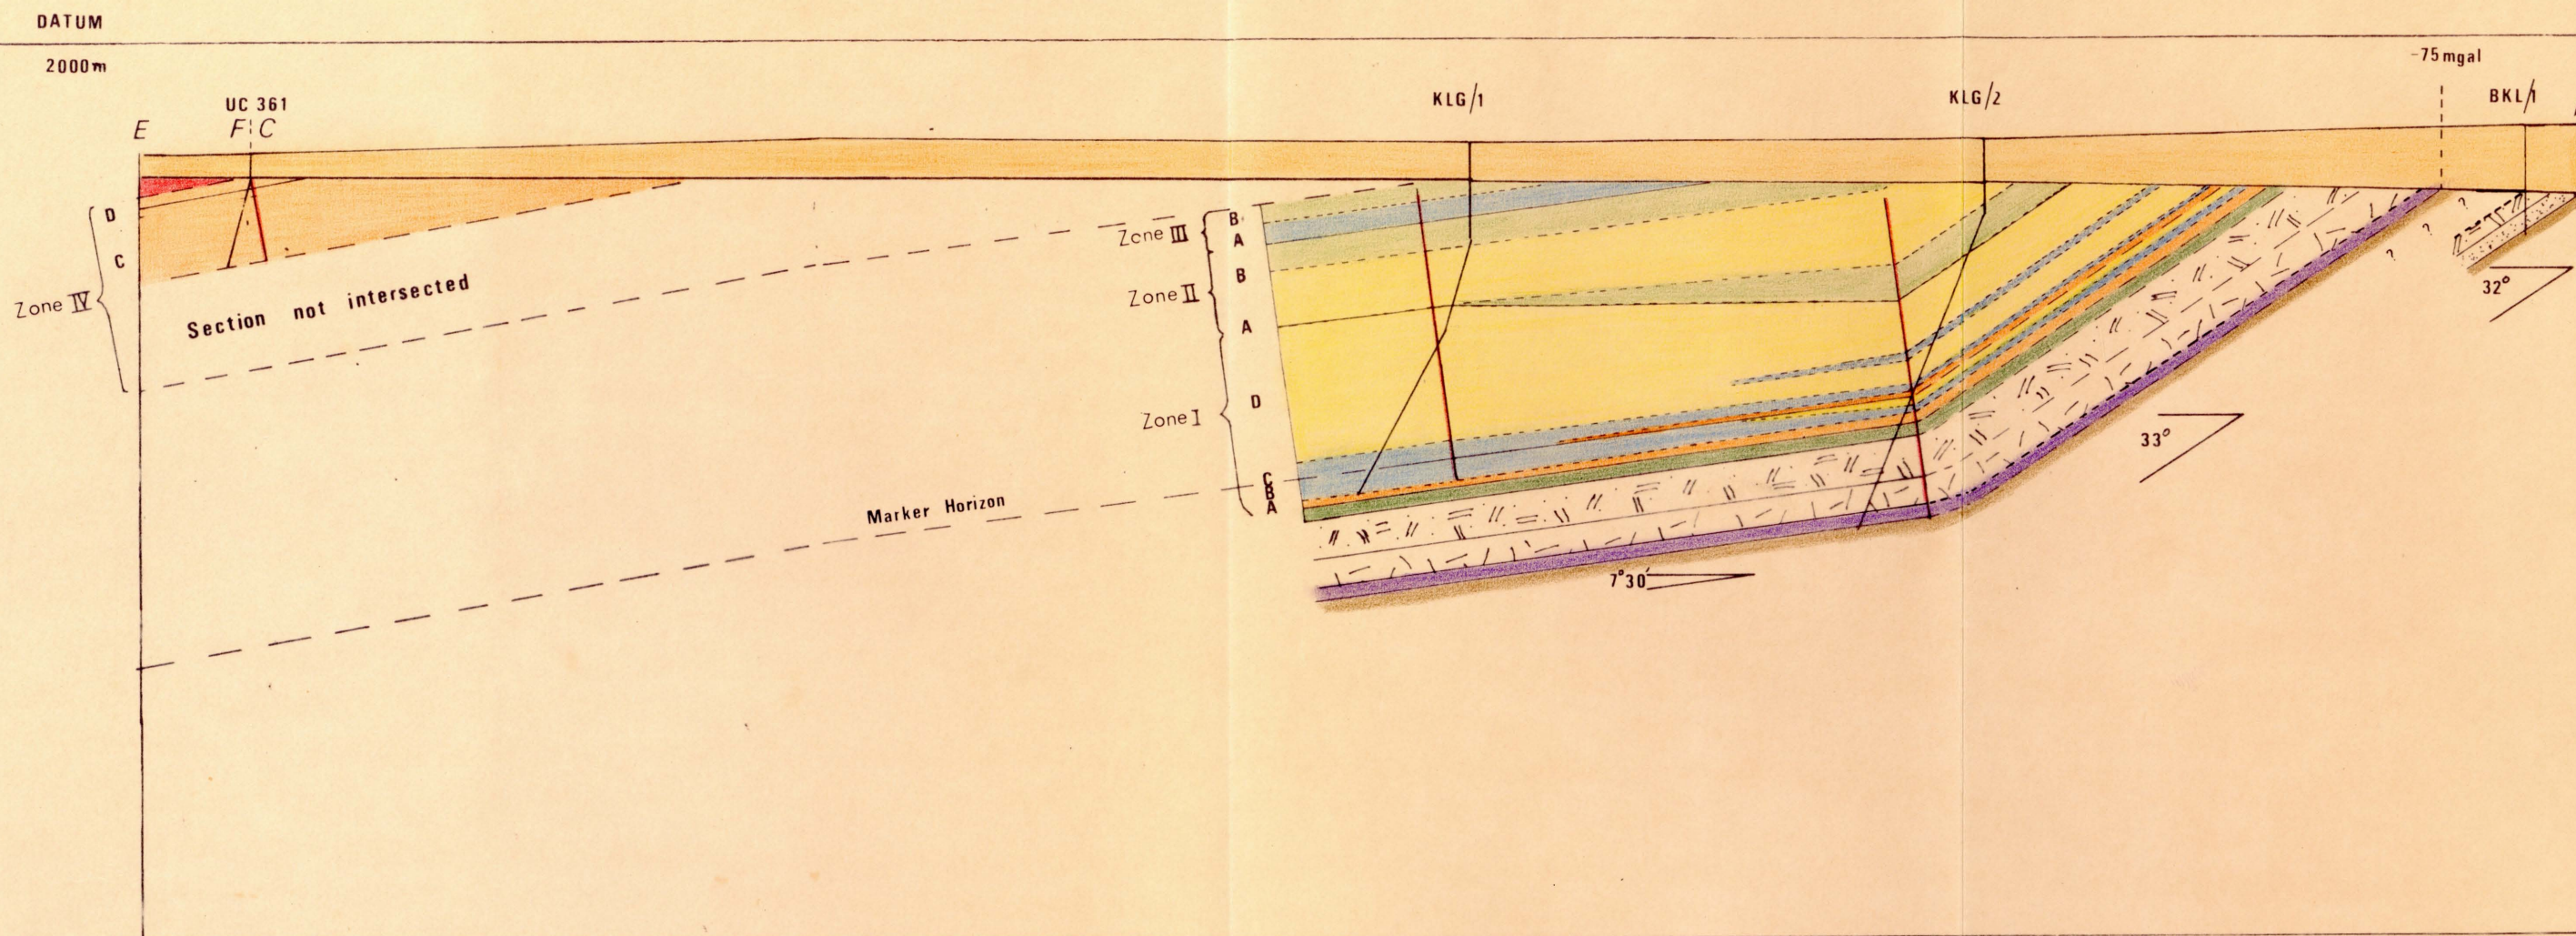 DATUM
2000m
-75mgal
UC 361
KLG/1
KLG/2
BKL/1
E
F C
D
C
Zone IV
Section not intersected
Zone III
B
A
Zone II
B
A
Zone I
D
C
B
A
Marker Horizon
7°30'
33°
32°
?
?
?
?